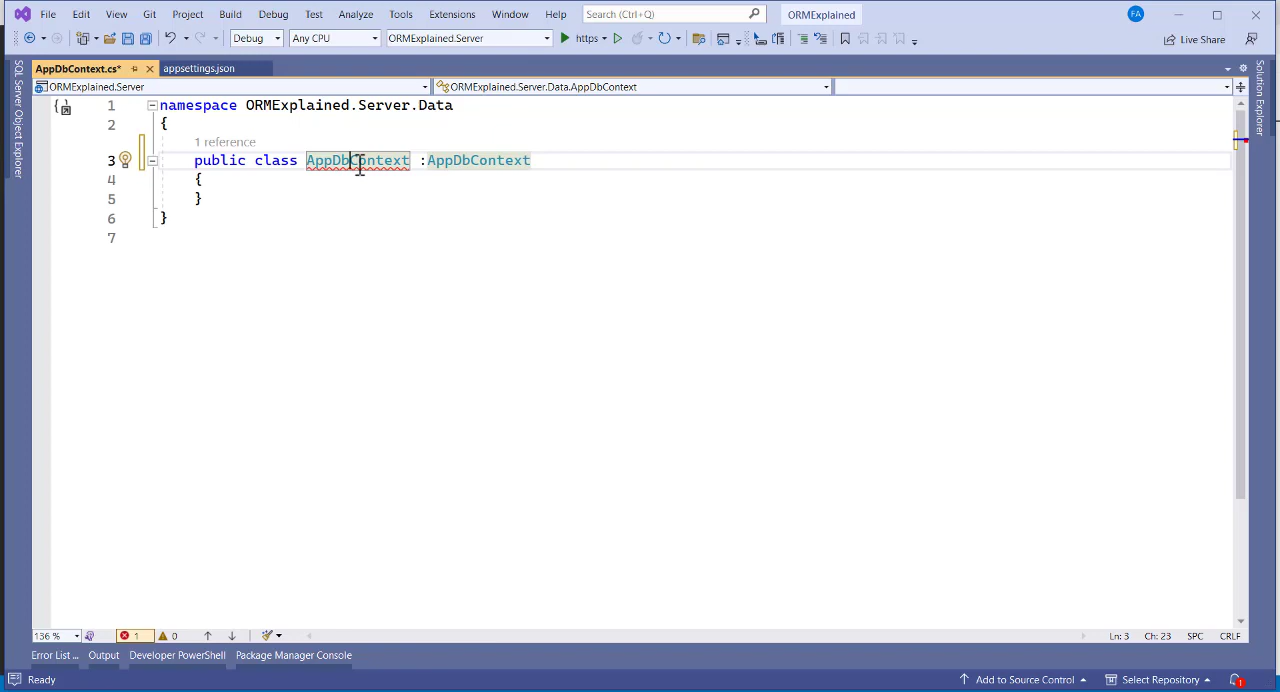 File Edit View Git Project Build Debug Test Analyze Tools Extensions Window Help Search (Ctrl+Q) ORMExplained FA
Debug Any CPU ORMExplained.Server https Live Share
AppDbContext.cs* appsettings.json
ORMExplained.Server ORMExplained.Server.Data.AppDbContext
SQL Server Object Explorer
Solution Explorer
1 namespace ORMExplained.Server.Data
2 {
1 reference
3 public class AppDbContext :AppDbContext
4 {
5 }
6 }
7
136 % 1 0 Ln: 3 Ch: 23 SPC CRLF
Error List ... Output Developer PowerShell Package Manager Console
Ready Add to Source Control Select Repository 1